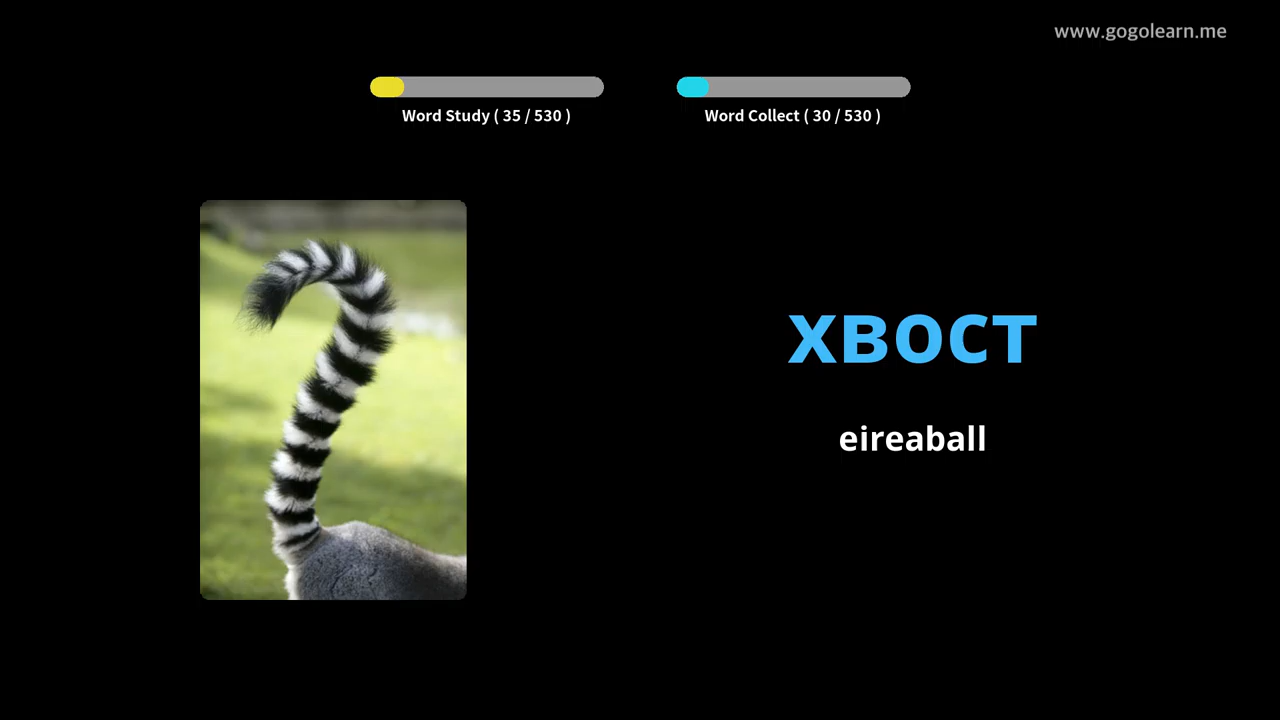 www.gogolearn.me
Word Study ( 35 / 530 )
Word Collect ( 30 / 530 )
хвост
eireaball